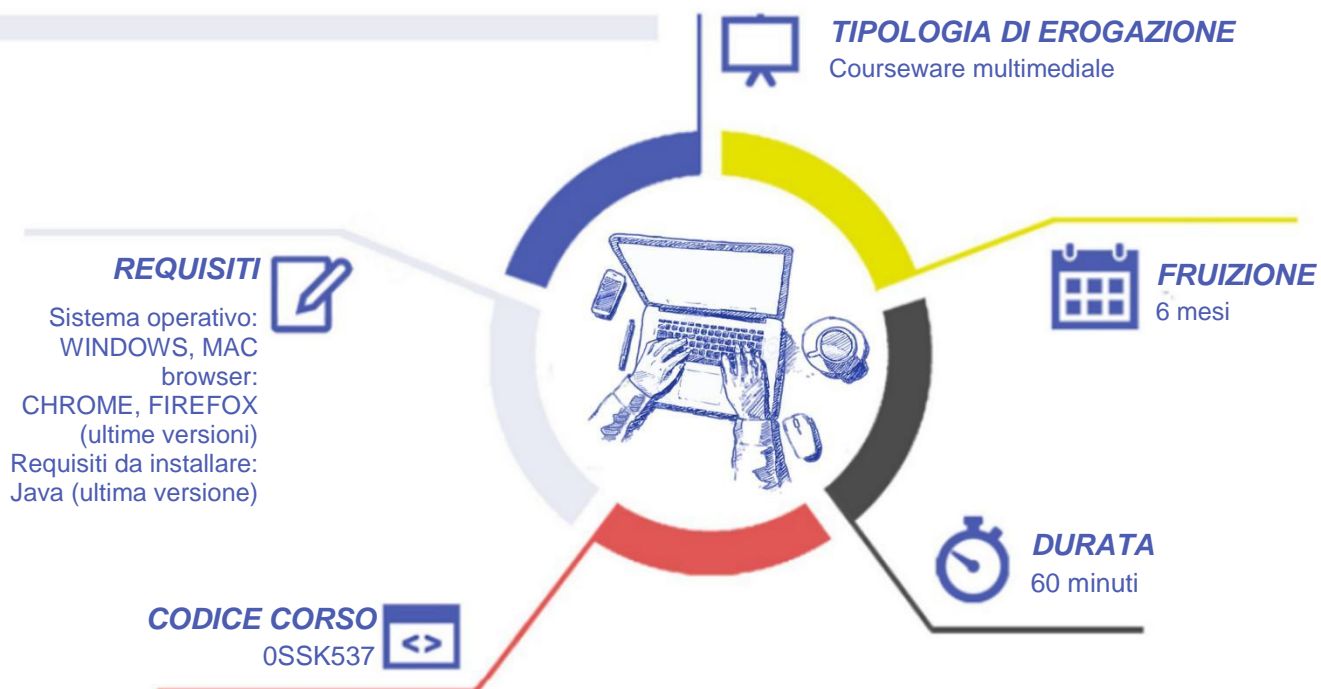 TIPOLOGIA DI EROGAZIONE
Courseware multimediale
REQUISITI
Sistema operativo:
WINDOWS, MAC
browser:
CHROME, FIREFOX
(ultime versioni)
Requisiti da installare:
Java (ultima versione)
FRUIZIONE
6 mesi
DURATA
60 minuti
CODICE CORSO
0SSK537